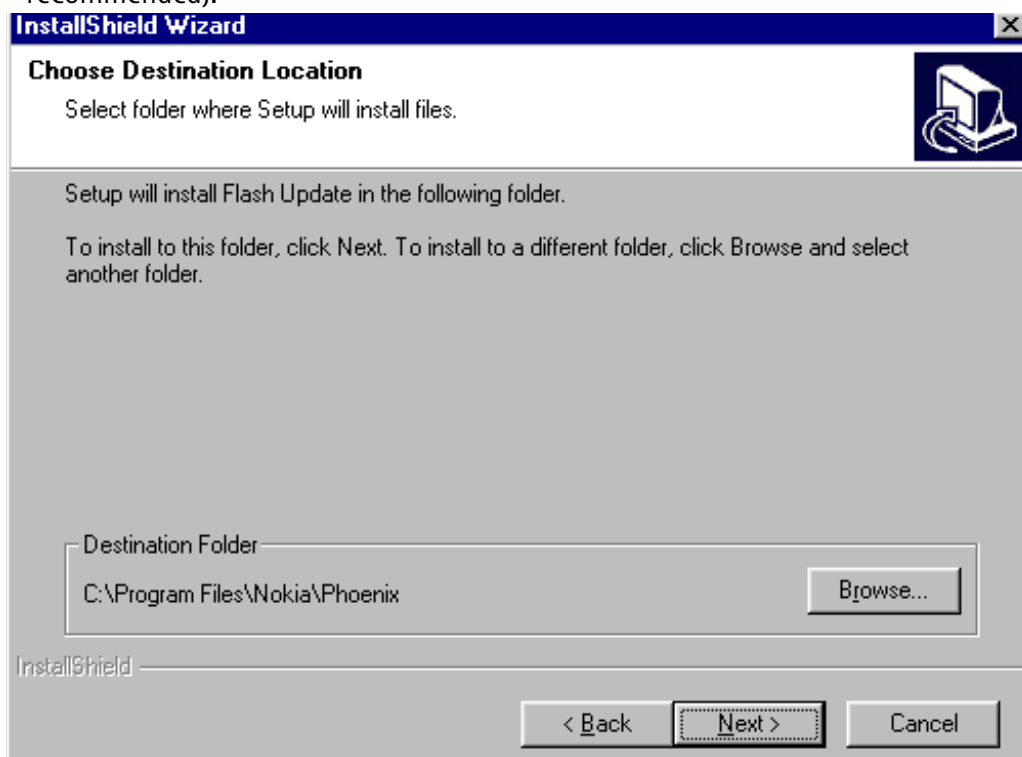 recommended).
InstallShield Wizard
Choose Destination Location
Select folder where Setup will install files.
Setup will install Flash Update in the following folder.
To install to this folder, click Next. To install to a different folder, click Browse and select
another folder.
Destination Folder
C:\Program Files\Nokia\Phoenix
Browse...
InstallShield
< Back
Next >
Cancel